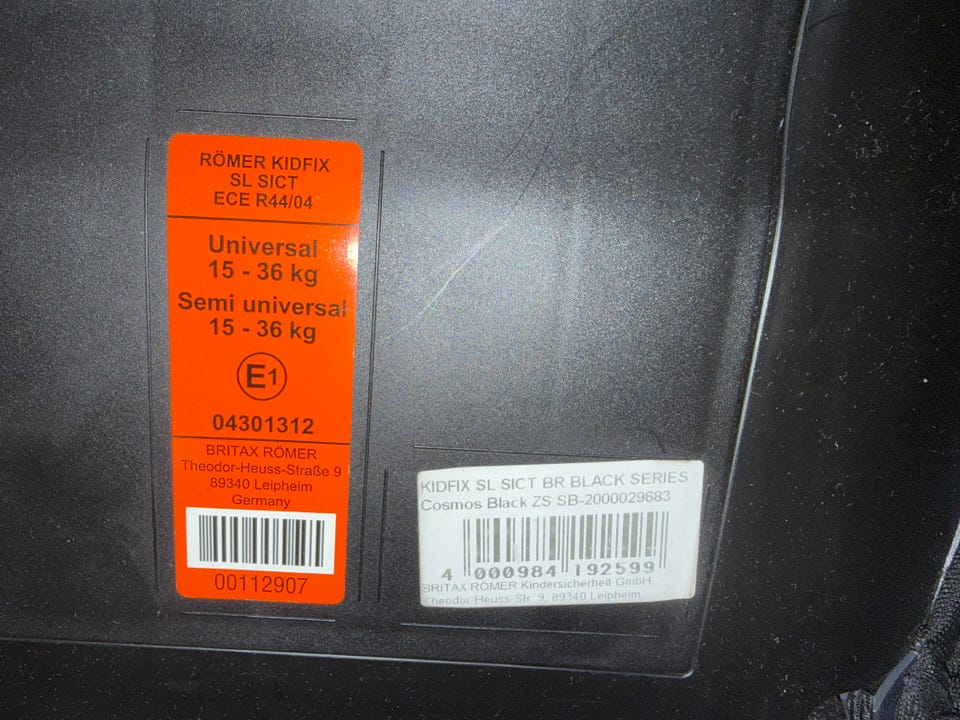 RÖMER KIDFIX
SL SICT
ECE R44/04
Universal
15 - 36 kg
Semi universal
15 - 36 kg
E1
04301312
BRITAX RÖMER
Theodor-Heuss-Straße 9
89340 Leipheim
Germany
00112907
KIDFIX SL SICT BR BLACK SERIES
Cosmos Black ZS SB-2000029683
4 000984 192599
BRITAX RÖMER Kindersicherheit GmbH.
Theodor-Heuss-Str. 9, 89340 Leipheim